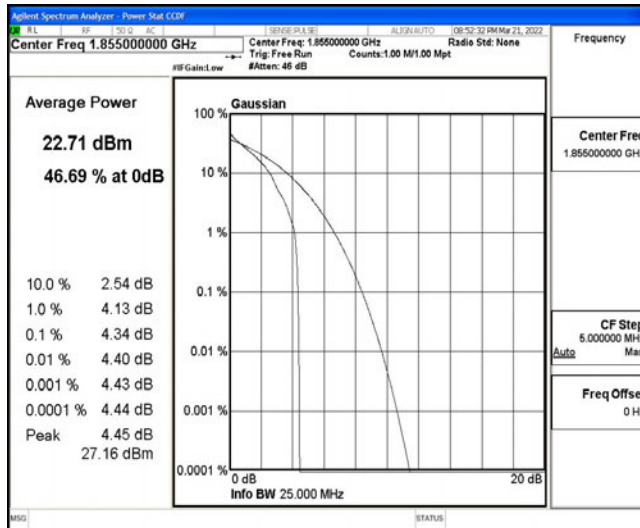 Agilent Spectrum Analyzer - Power Stat CCDF
RL RF 50 Ω AC SENSE:PULSE ALIGN AUTO 08:52:32 PM Mar 21, 2022
Center Freq 1.855000000 GHz
Center Freq: 1.855000000 GHz Radio Std: None
Trig: Free Run Counts:1.00 M/1.00 Mpt
#IFGain:Low #Atten: 46 dB
Frequency
Average Power
22.71 dBm
46.69 % at 0dB
10.0 % 2.54 dB
1.0 % 4.13 dB
0.1 % 4.34 dB
0.01 % 4.40 dB
0.001 % 4.43 dB
0.0001 % 4.44 dB
Peak 4.45 dB
27.16 dBm
Gaussian
100 %
10 %
1 %
0.1 %
0.01 %
0.001 %
0.0001 %
0 dB 20 dB
Info BW 25.000 MHz
Center Fre
1.855000000 GH
CF Step
5.000000 MH
Auto Ma
Freq Offse
0 H
MSG STATUS